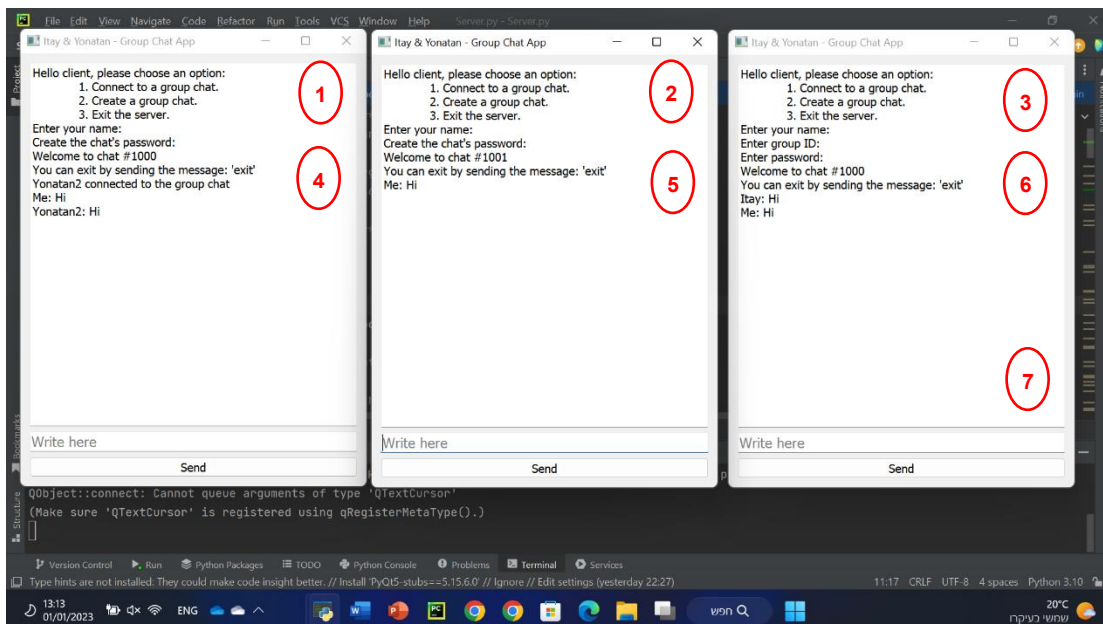 File Edit View Navigate Code Refactor Run Tools VCS Window Help Server.py - Server.py
Itay & Yonatan - Group Chat App
Hello client, please choose an option:
1. Connect to a group chat.
2. Create a group chat.
3. Exit the server.
Enter your name:
Create the chat's password:
Welcome to chat #1000
You can exit by sending the message: 'exit'
Yonatan2 connected to the group chat
Me: Hi
Yonatan2: Hi
1
4
Write here
Send
Itay & Yonatan - Group Chat App
Hello client, please choose an option:
1. Connect to a group chat.
2. Create a group chat.
3. Exit the server.
Enter your name:
Create the chat's password:
Welcome to chat #1001
You can exit by sending the message: 'exit'
Me: Hi
2
5
Write here
Send
Itay & Yonatan - Group Chat App
Hello client, please choose an option:
1. Connect to a group chat.
2. Create a group chat.
3. Exit the server.
Enter your name:
Enter group ID:
Enter password:
Welcome to chat #1000
You can exit by sending the message: 'exit'
Itay: Hi
Me: Hi
3
6
7
Write here
Send
Project
Bookmarks
Structure
Notifications
QObject::connect: Cannot queue arguments of type 'QTextCursor'
(Make sure 'QTextCursor' is registered using qRegisterMetaType().)
Version Control Run Python Packages TODO Python Console Problems Terminal Services
Type hints are not installed: They could make code insight better. // Install 'PyQt5-stubs==5.15.6.0' // Ignore // Edit settings (yesterday 22:27) 11:17 CRLF UTF-8 4 spaces Python 3.10
13:13
01/01/2023
ENG
חפש
20°C
שמשי בעיקרו